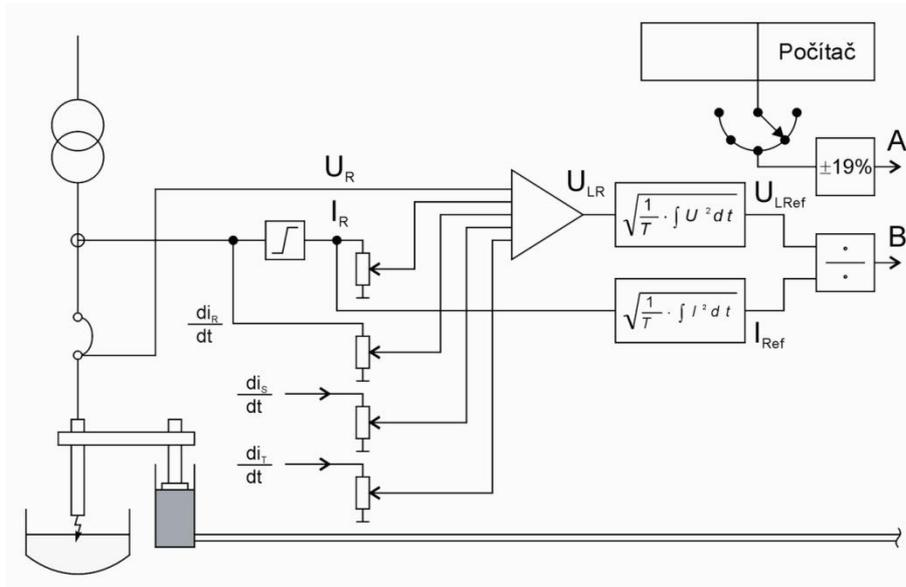 Počítač
A
±19%
U_R
U_LR
√(1/T · ∫ U² dt)
U_LRef
I_R
B
÷
di_R/dt
√(1/T · ∫ I² dt)
I_Ref
di_S/dt
di_T/dt